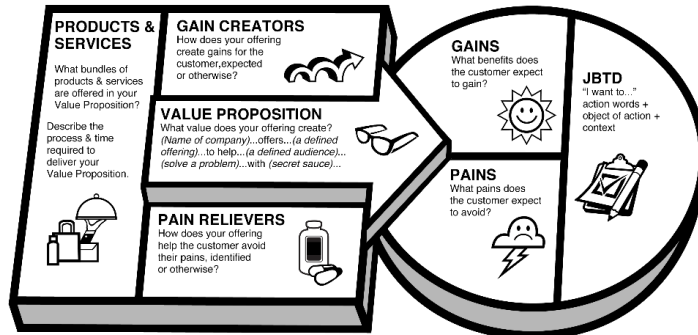 PRODUCTS &
SERVICES
What bundles of
products & services
are offered in your
Value Proposition?
Describe the
process & time
required to
deliver your
Value Proposition.
GAIN CREATORS
How does your offering
create gains for the
customer,expected
or otherwise?
VALUE PROPOSITION
What value does your offering create?
(Name of company)...offers...(a defined
offering)...to help...(a defined audience)...
(solve a problem)...with (secret sauce)...
PAIN RELIEVERS
How does your offering
help the customer avoid
their pains, identified
or otherwise?
GAINS
What benefits does
the customer expect
to gain?
PAINS
What pains does
the customer expect
to avoid?
JBTD
"I want to..."
action words +
object of action +
context